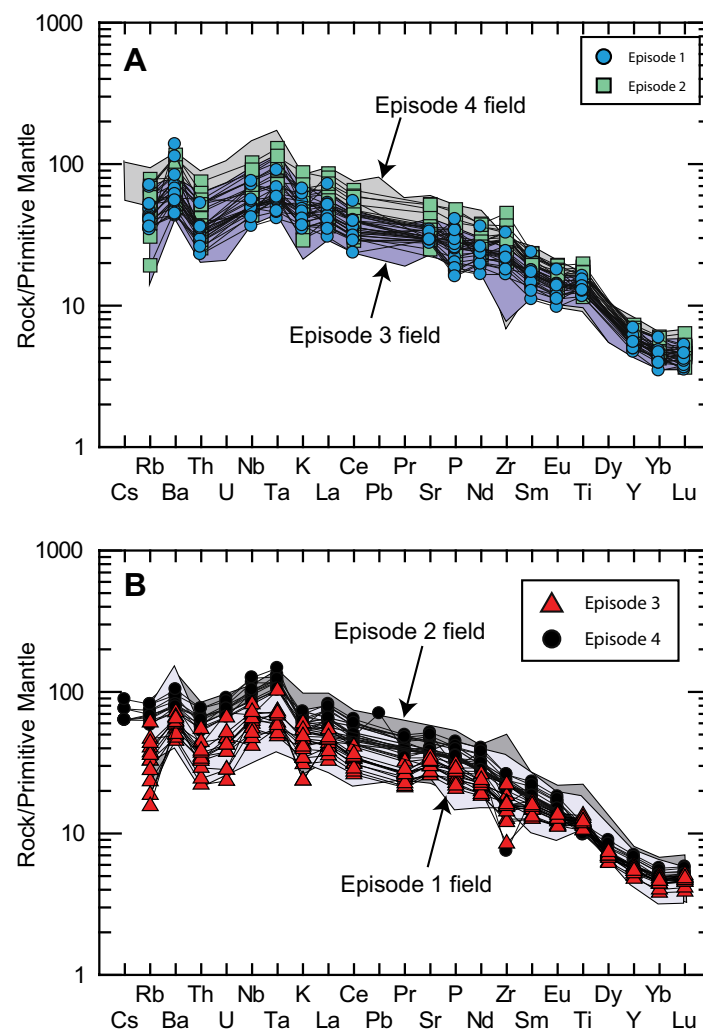 1000
A
Episode 1
Episode 2
Episode 4 field
100
Rock/Primitive Mantle
10
Episode 3 field
1
Rb Th Nb K Ce Pr P Zr Eu Dy Yb
Cs Ba U Ta La Pb Sr Nd Sm Ti Y Lu
1000
B
Episode 3
Episode 4
Episode 2 field
100
Rock/Primitive Mantle
10
Episode 1 field
1
Rb Th Nb K Ce Pr P Zr Eu Dy Yb
Cs Ba U Ta La Pb Sr Nd Sm Ti Y Lu